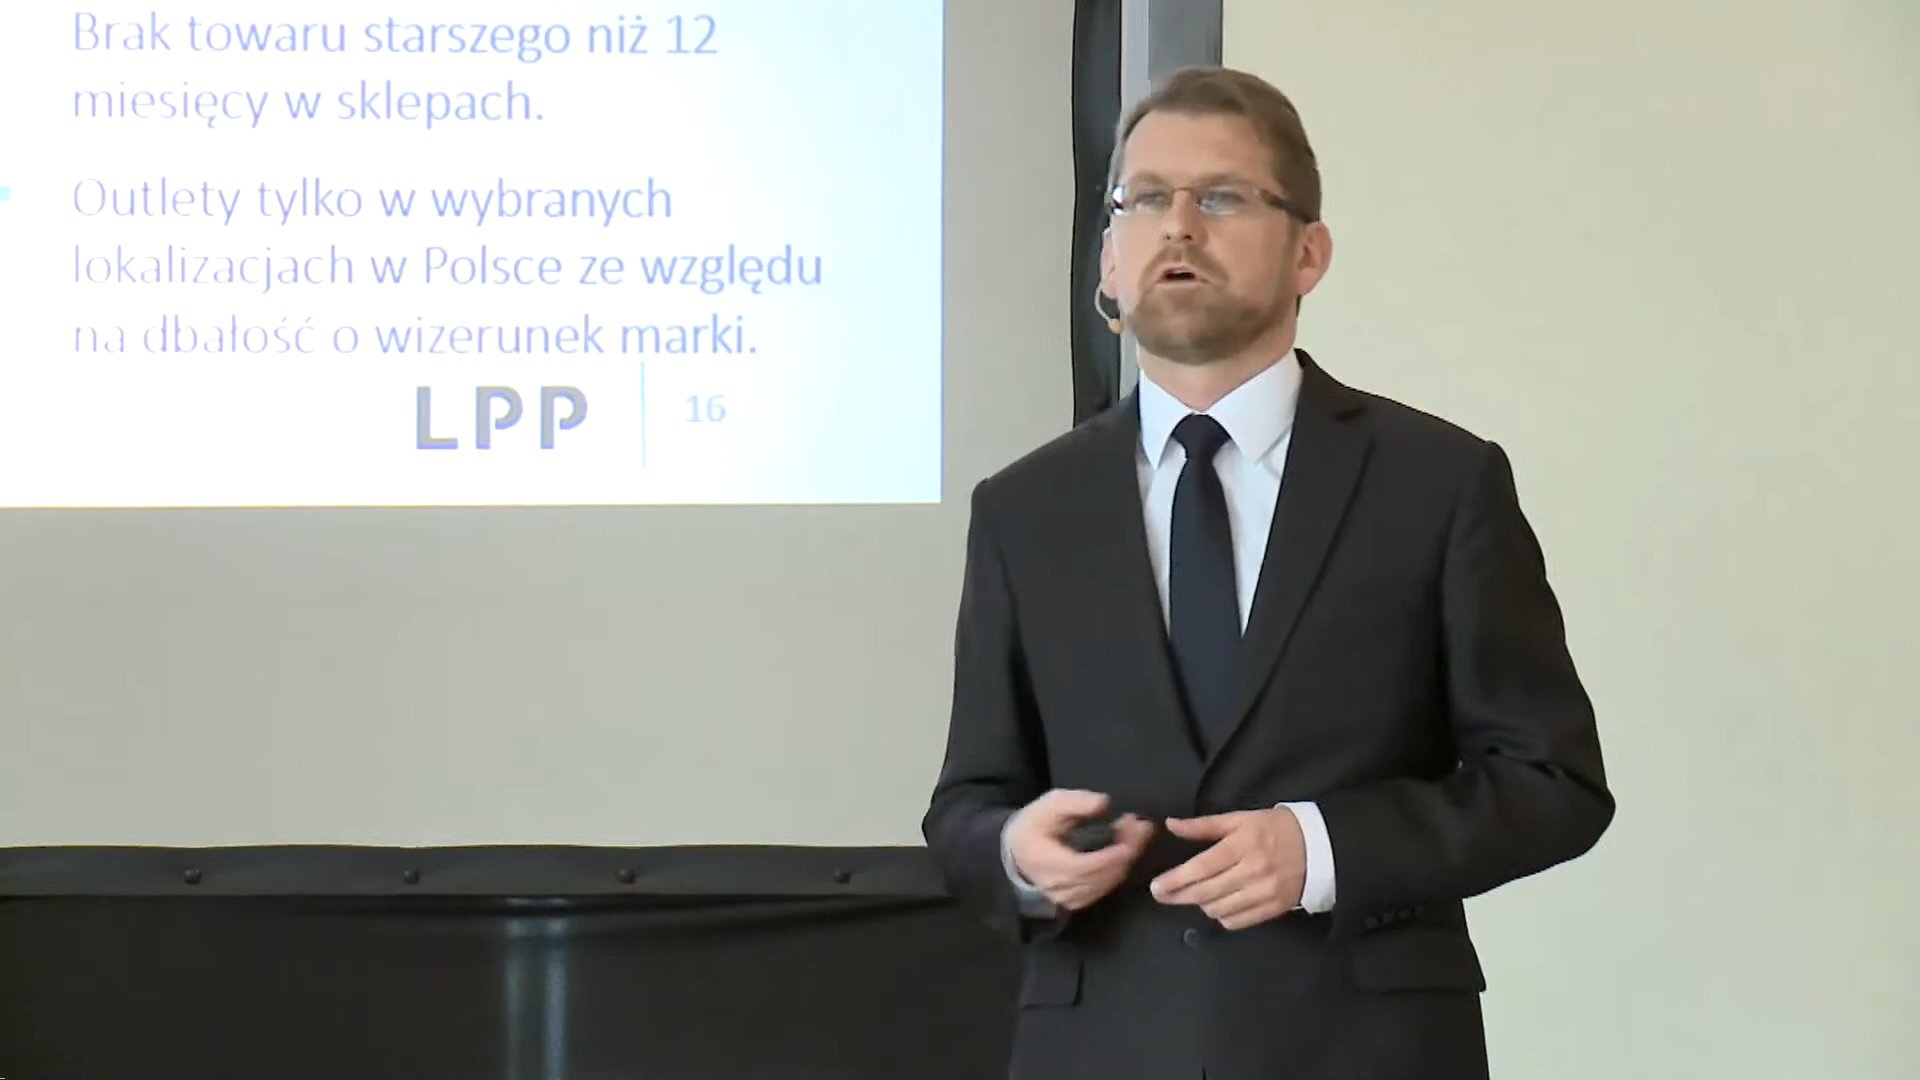 Brak towaru starszego niż 12
miesięcy w sklepach.
Outlety tylko w wybranych
lokalizacjach w Polsce ze względu
na dbałość o wizerunek marki.
LPP
16